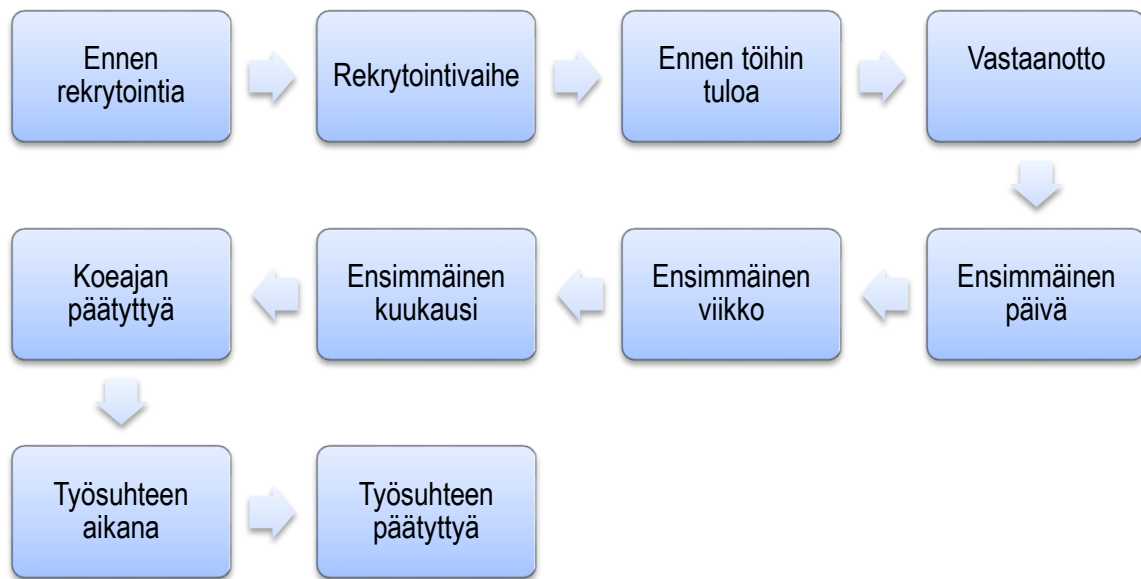 Ennen
rekrytointia
Rekrytointivaihe
Ennen töihin
tuloa
Vastaanotto
Ensimmäinen
päivä
Ensimmäinen
viikko
Ensimmäinen
kuukausi
Koeajan
päätyttyä
Työsuhteen
aikana
Työsuhteen
päätyttyä